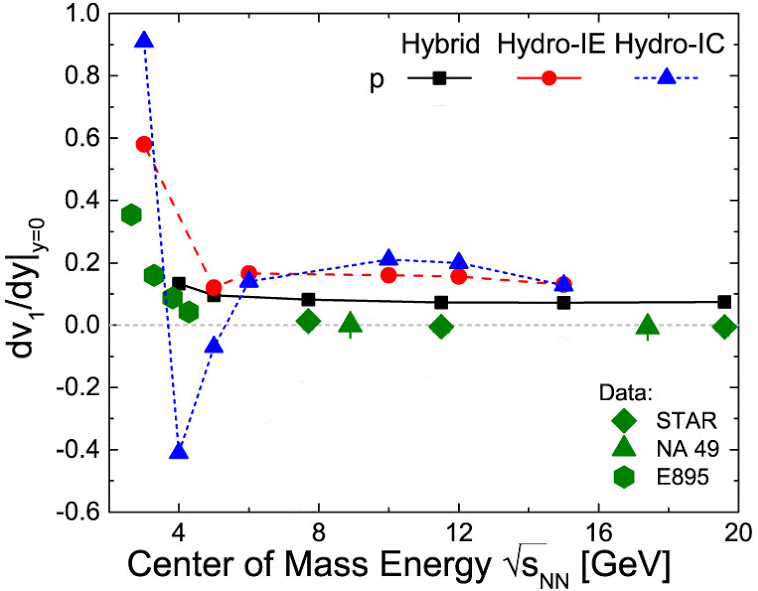 1.0
0.8
0.6
0.4
0.2
0.0
-0.2
-0.4
-0.6
dv1/dy|y=0
Hybrid Hydro-IE Hydro-IC
p
Data:
STAR
NA 49
E895
4 8 12 16 20
Center of Mass Energy √sNN [GeV]